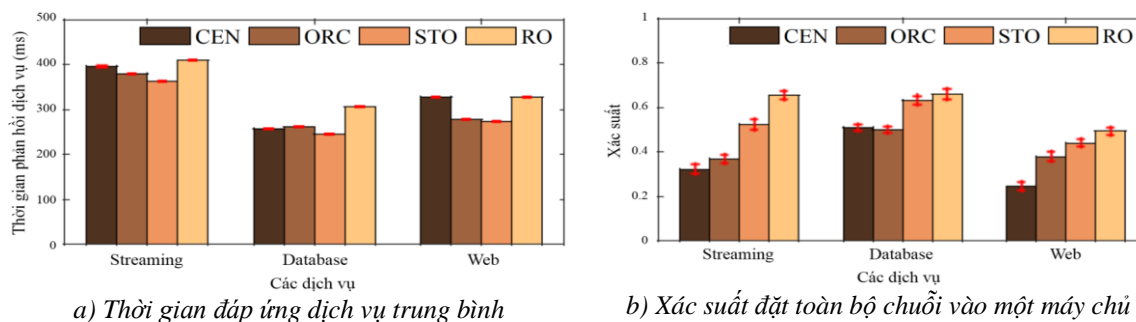 Thời gian phản hồi dịch vụ (ms)
500
400
300
200
100
0
CEN ORC STO RO
Streaming Database Web
Các dịch vụ
a) Thời gian đáp ứng dịch vụ trung bình
Xác suất
1
0.8
0.6
0.4
0.2
0
CEN ORC STO RO
Streaming Database Web
Các dịch vụ
b) Xác suất đặt toàn bộ chuỗi vào một máy chủ